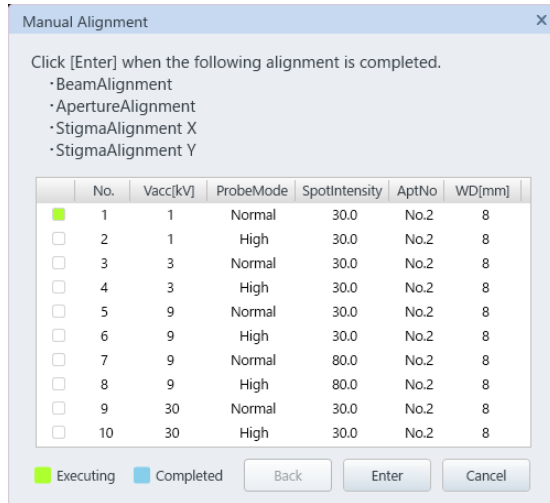 Manual Alignment x
Click [Enter] when the following alignment is completed.
・BeamAlignment
・ApertureAlignment
・StigmaAlignment X
・StigmaAlignment Y
No. Vacc[kV] ProbeMode SpotIntensity AptNo WD[mm]
1 1 Normal 30.0 No.2 8
2 1 High 30.0 No.2 8
3 3 Normal 30.0 No.2 8
4 3 High 30.0 No.2 8
5 9 Normal 30.0 No.2 8
6 9 High 30.0 No.2 8
7 9 Normal 80.0 No.2 8
8 9 High 80.0 No.2 8
9 30 Normal 30.0 No.2 8
10 30 High 30.0 No.2 8
Executing Completed Back Enter Cancel